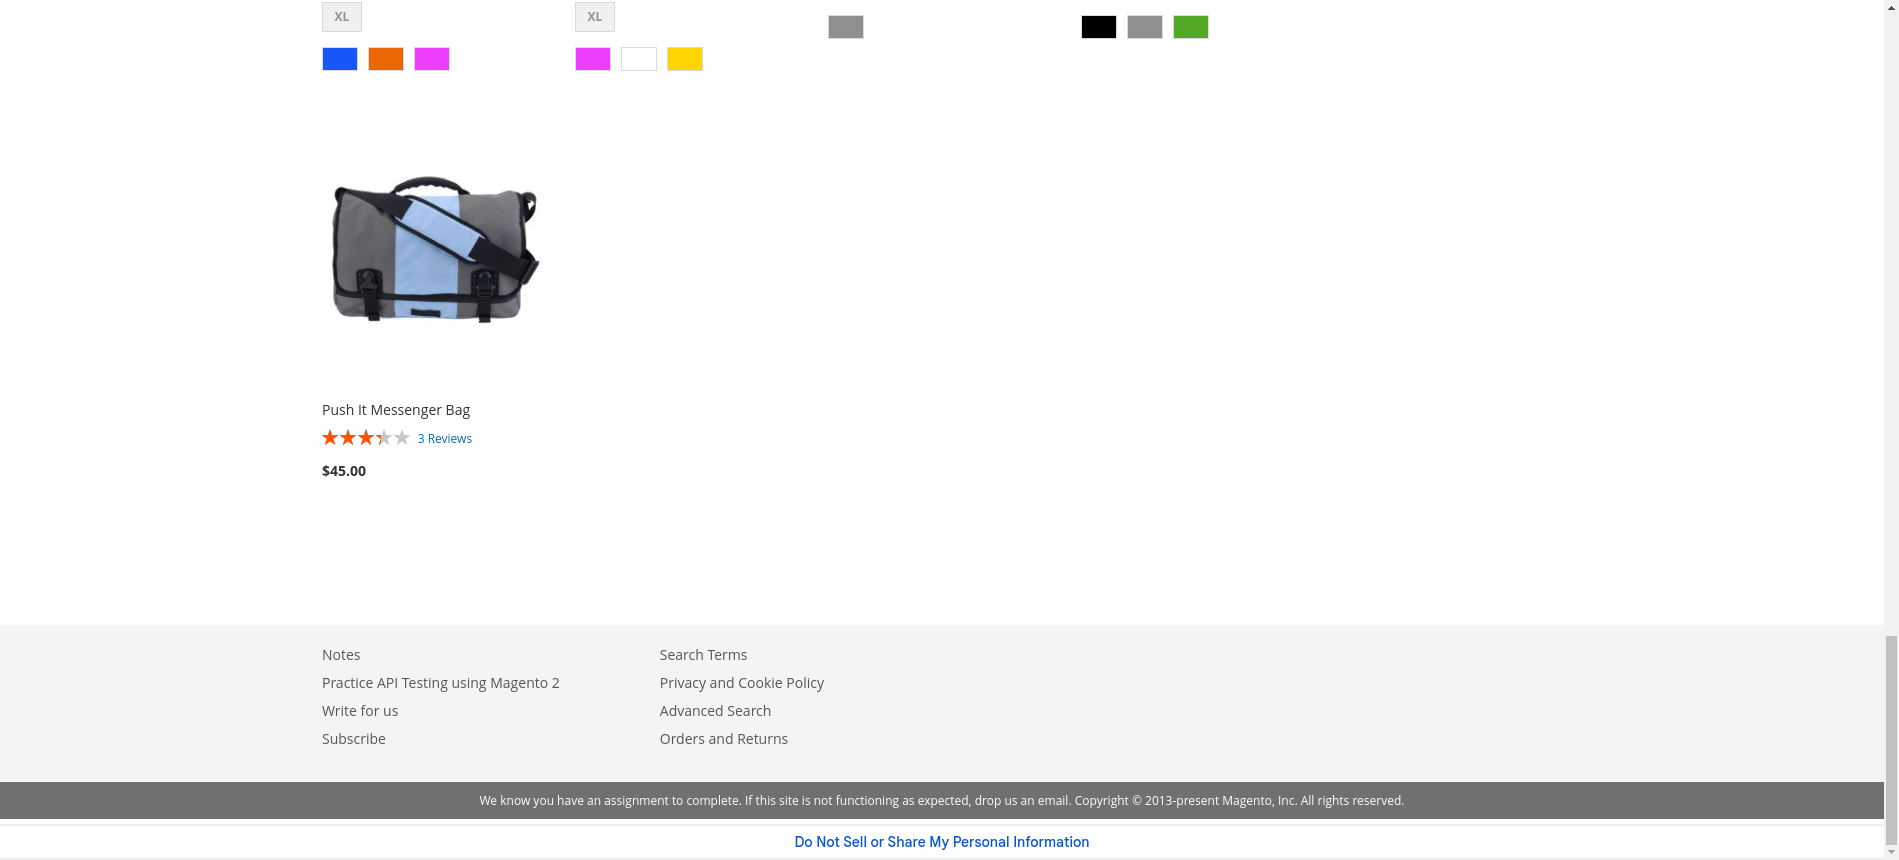 XL
XL
Push It Messenger Bag
3 Reviews
$45.00
Notes
Practice API Testing using Magento 2
Write for us
Subscribe
Search Terms
Privacy and Cookie Policy
Advanced Search
Orders and Returns
We know you have an assignment to complete. If this site is not functioning as expected, drop us an email. Copyright © 2013-present Magento, Inc. All rights reserved.
Do Not Sell or Share My Personal Information